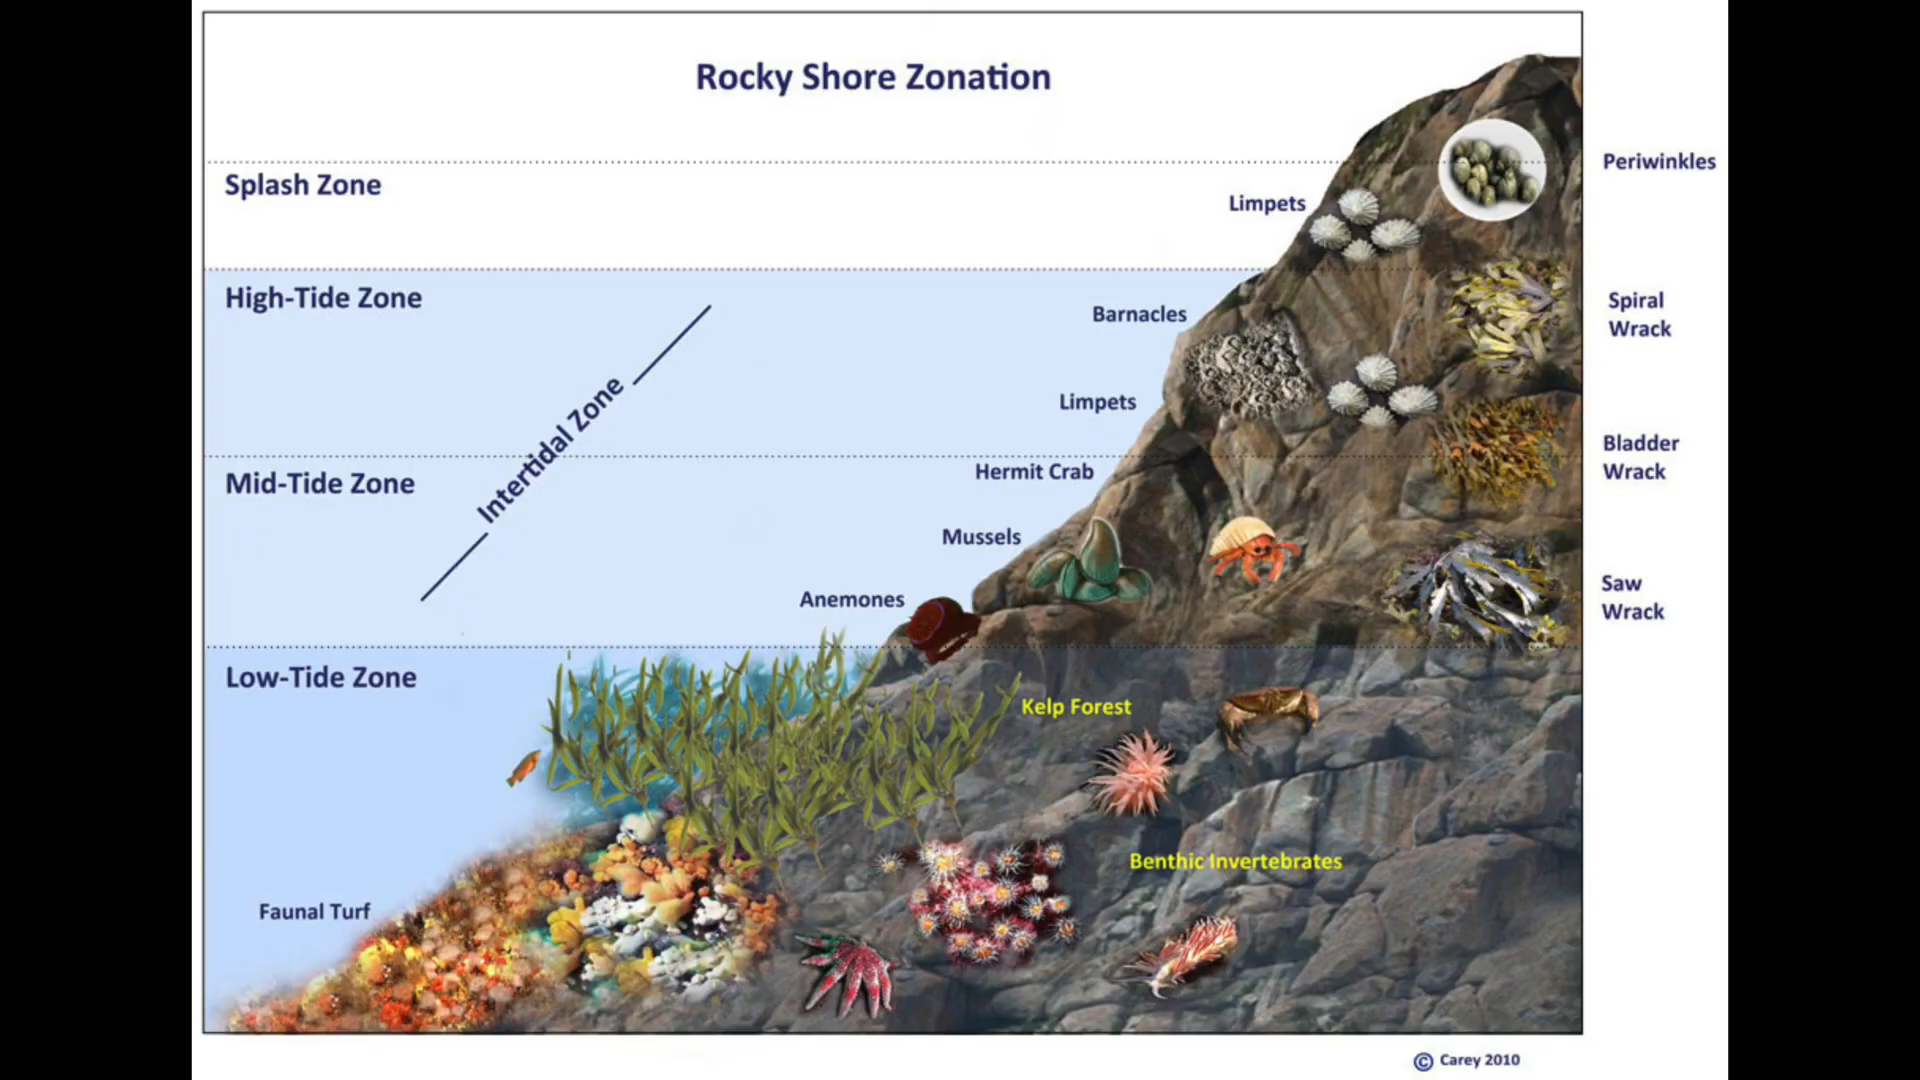 Rocky Shore Zonation
Periwinkles
Splash Zone
Limpets
High-Tide Zone
Barnacles
Spiral
Wrack
Intertidal Zone
Limpets
Bladder
Wrack
Mid-Tide Zone
Hermit Crab
Mussels
Saw
Wrack
Anemones
Low-Tide Zone
Kelp Forest
Benthic Invertebrates
Faunal Turf
© Carey 2010